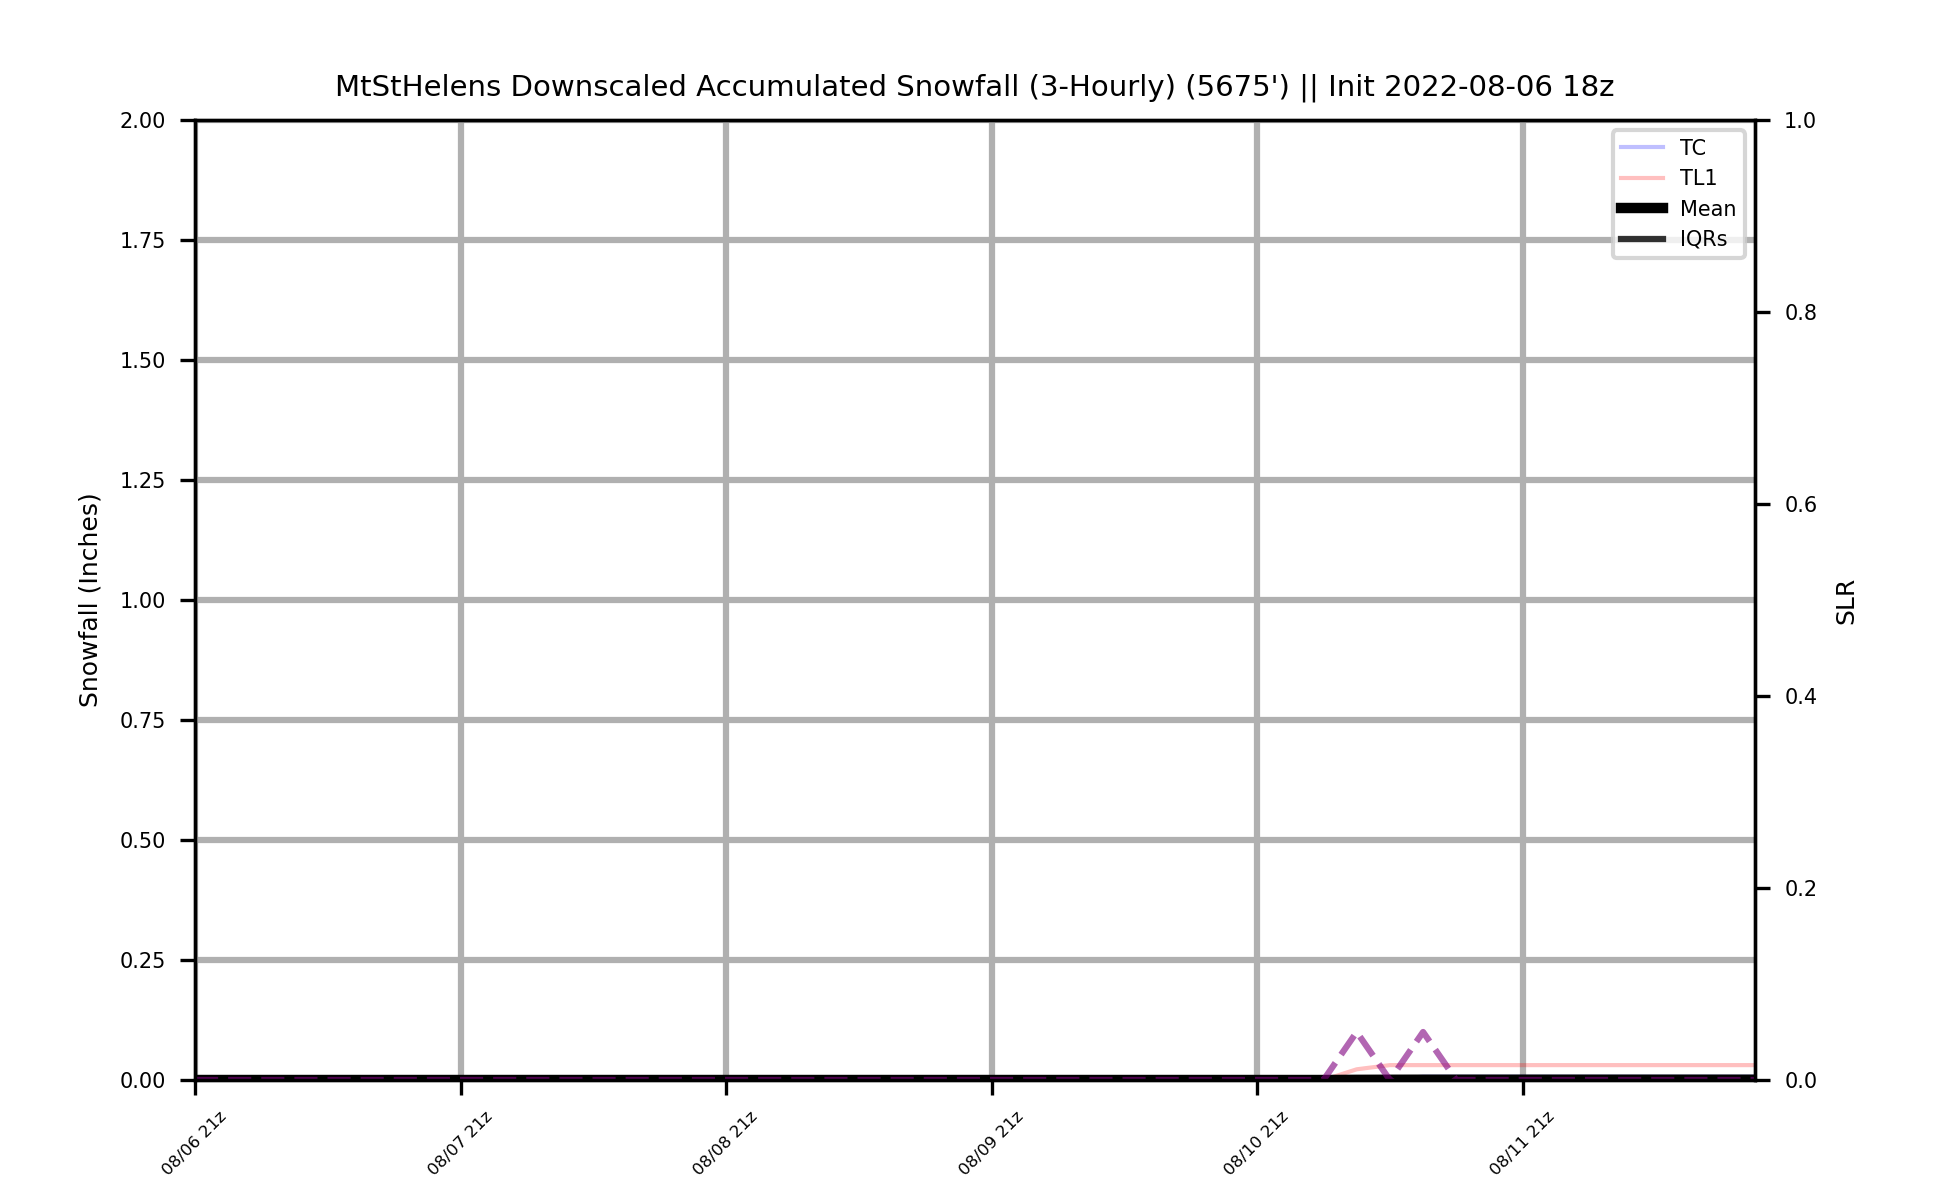 MtStHelens Downscaled Accumulated Snowfall (3-Hourly) (5675') || Init 2022-08-06 18z
2.00
1.75
1.50
1.25
1.00
0.75
0.50
0.25
0.00
Snowfall (Inches)
1.0
0.8
0.6
0.4
0.2
0.0
SLR
TC
TL1
Mean
IQRs
08/06 21z
08/07 21z
08/08 21z
08/09 21z
08/10 21z
08/11 21z